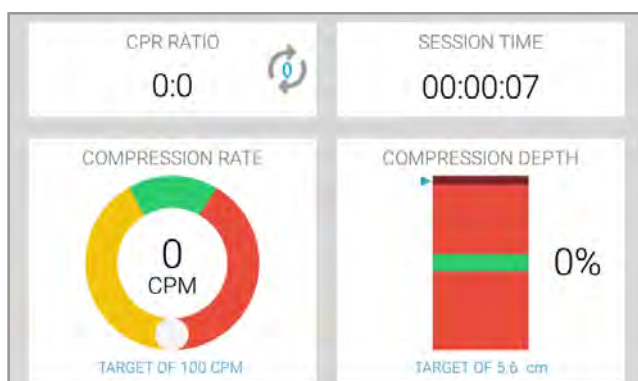 CPR RATIO
0:0
0
SESSION TIME
00:00:07
COMPRESSION RATE
0
CPM
TARGET OF 100 CPM
COMPRESSION DEPTH
0%
TARGET OF 5.6 cm